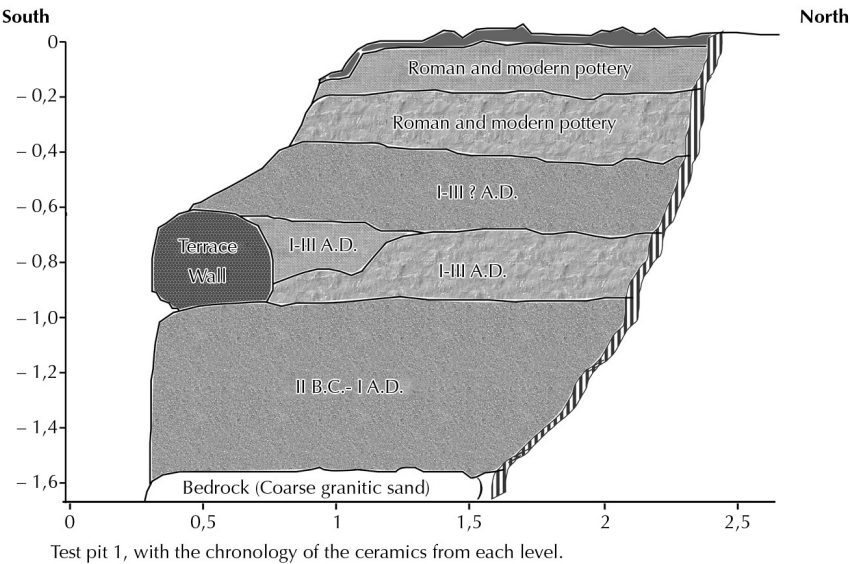 South
North
0
– 0,2
– 0,4
– 0,6
– 0,8
– 1,0
– 1,2
– 1,4
– 1,6
Roman and modern pottery
Roman and modern pottery
I-III ? A.D.
Terrace
Wall
I-III A.D.
I-III A.D.
II B.C.- I A.D.
Bedrock (Coarse granitic sand)
0
0,5
1
1,5
2
2,5
Test pit 1, with the chronology of the ceramics from each level.